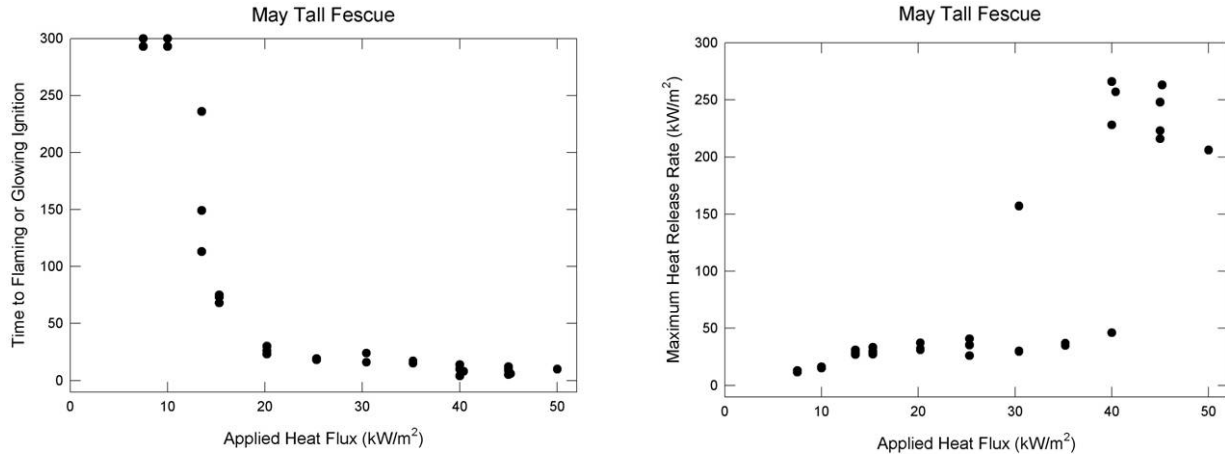 May Tall Fescue
Time to Flaming or Glowing Ignition
300
250
200
150
100
50
0
0 10 20 30 40 50
Applied Heat Flux (kW/m²)
May Tall Fescue
Maximum Heat Release Rate (kW/m²)
300
250
200
150
100
50
0
0 10 20 30 40 50
Applied Heat Flux (kW/m²)